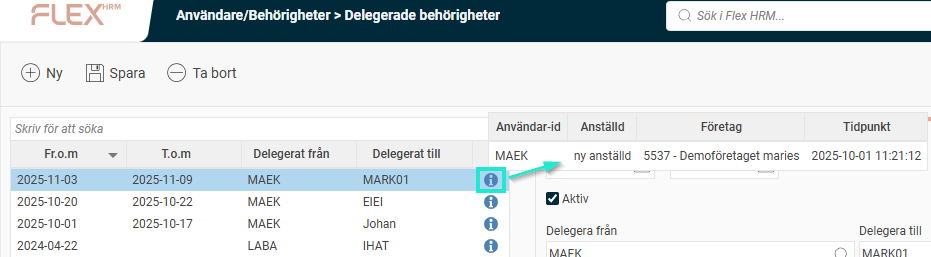 FLEX HRM
Användare/Behörigheter > Delegerade behörigheter
Sök i Flex HRM...
Ny Spara Ta bort
Skriv för att söka
Fr.o.m T.o.m Delegerat från Delegerat till
Användar-id Anställd Företag Tidpunkt
MAEK ny anställd 5537 - Demoföretaget maries 2025-10-01 11:21:12
2025-11-03 2025-11-09 MAEK MARK01
2025-10-20 2025-10-22 MAEK EIEI
2025-10-01 2025-10-17 MAEK Johan
2024-04-22 LABA IHAT
Aktiv
Delegera från Delegera till
MAEK MARK01